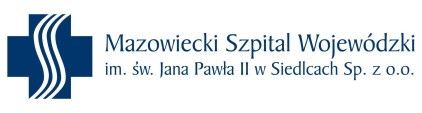 Mazowiecki Szpital Wojewódzki
im. św. Jana Pawła II w Siedlcach Sp. z o.o.